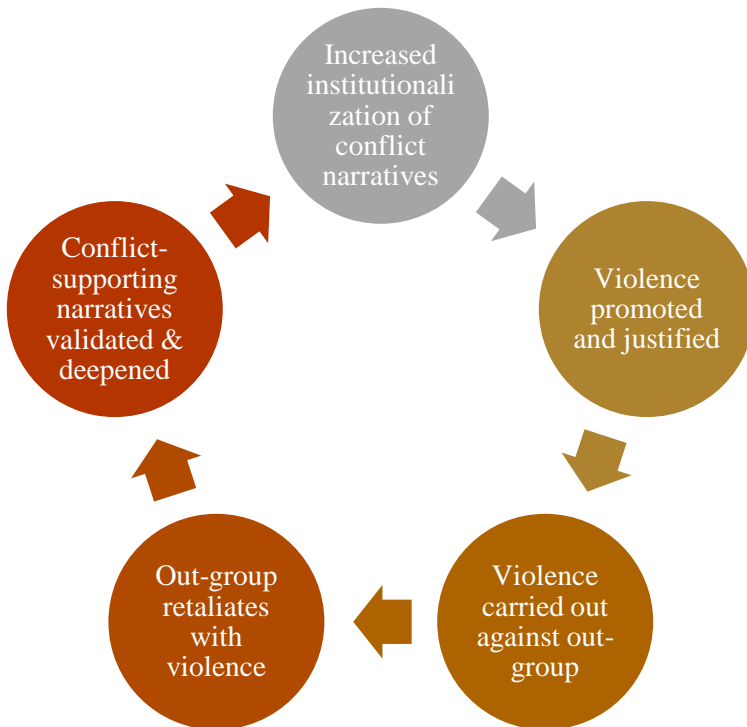 Increased
institutionali
zation of
conflict
narratives
Violence
promoted
and justified
Violence
carried out
against out-
group
Out-group
retaliates
with
violence
Conflict-
supporting
narratives
validated &
deepened